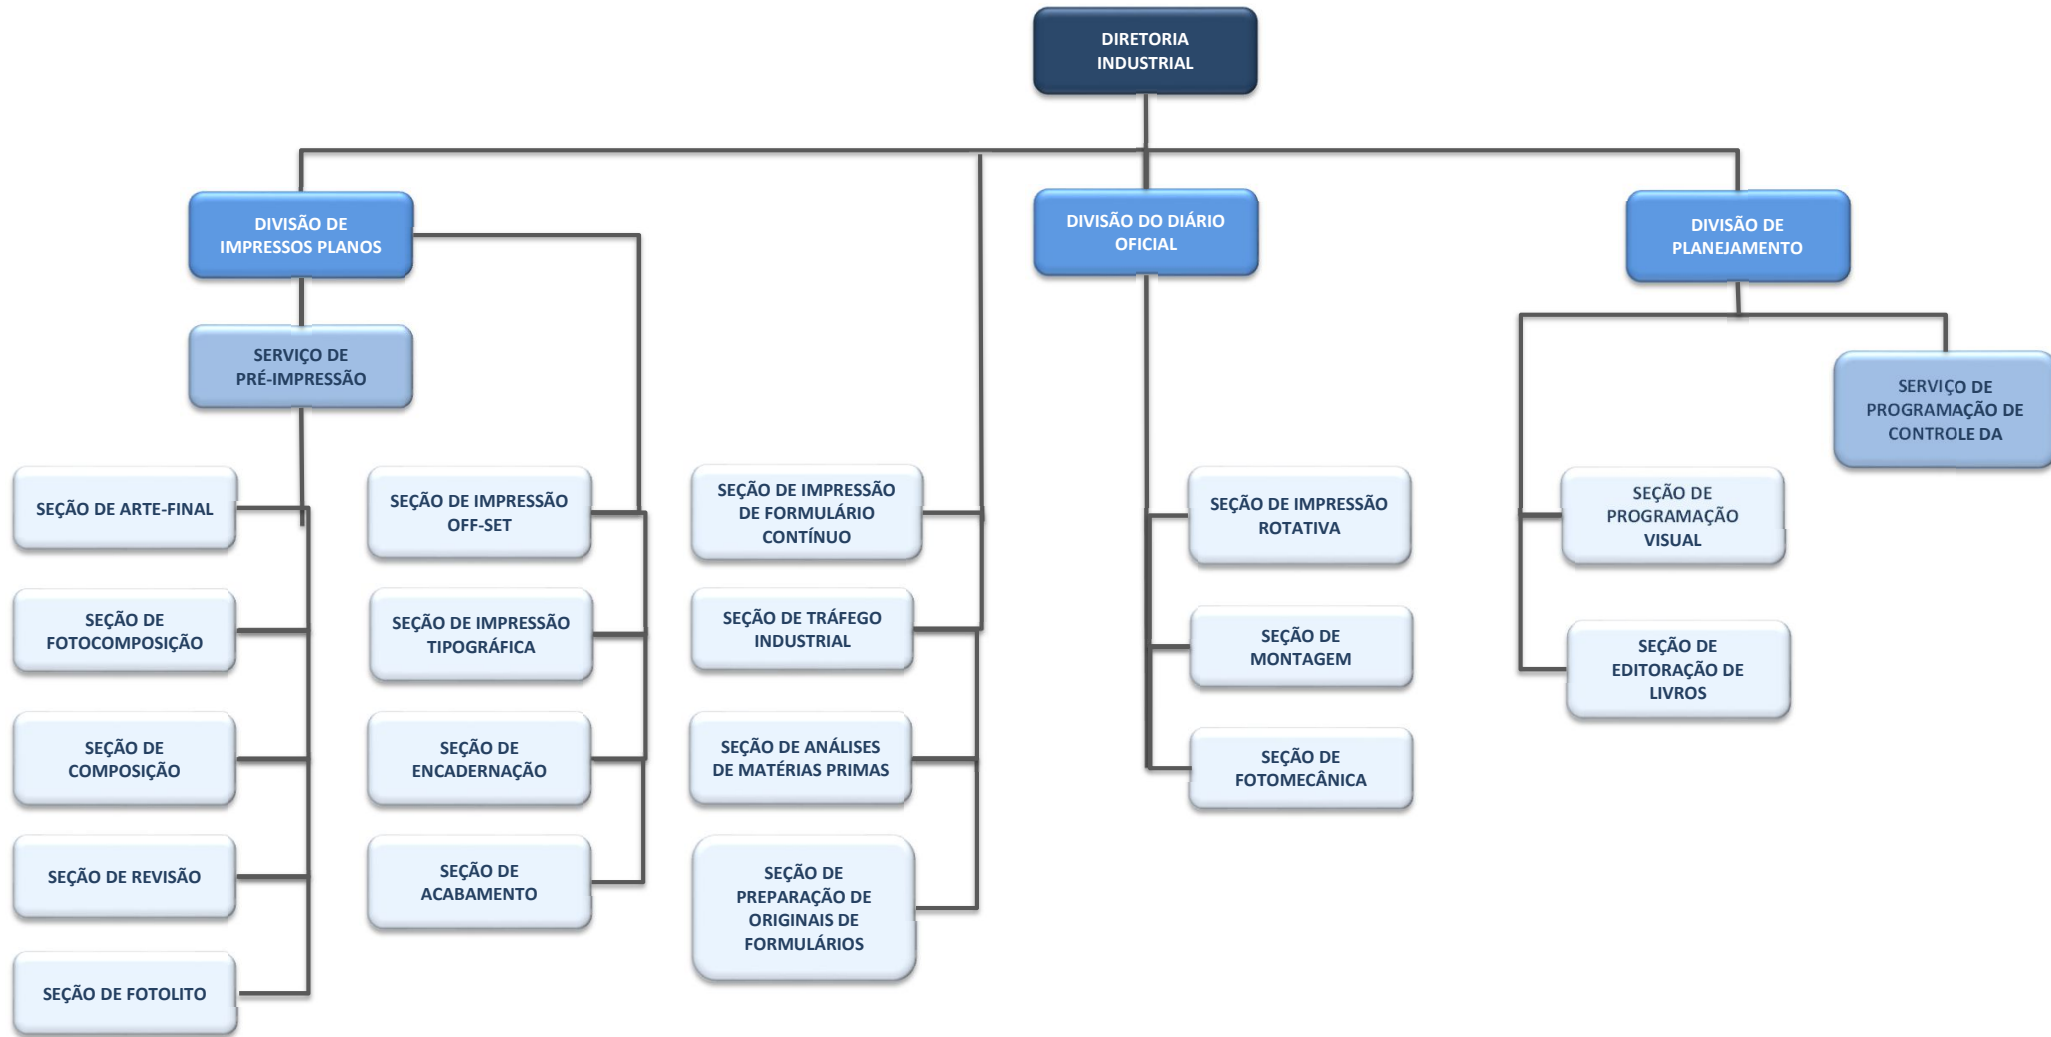 DIRETORIA
INDUSTRIAL
DIVISÃO DE
IMPRESSOS PLANOS
DIVISÃO DO DIÁRIO
OFICIAL
DIVISÃO DE
PLANEJAMENTO
SERVIÇO DE
PRÉ-IMPRESSÃO
SERVIÇO DE
PROGRAMAÇÃO DE
CONTROLE DA
SEÇÃO DE ARTE-FINAL
SEÇÃO DE
FOTOCOMPOSIÇÃO
SEÇÃO DE
COMPOSIÇÃO
SEÇÃO DE REVISÃO
SEÇÃO DE FOTOLITO
SEÇÃO DE IMPRESSÃO
OFF-SET
SEÇÃO DE IMPRESSÃO
TIPOGRÁFICA
SEÇÃO DE
ENCADERNAÇÃO
SEÇÃO DE
ACABAMENTO
SEÇÃO DE IMPRESSÃO
DE FORMULÁRIO
CONTÍNUO
SEÇÃO DE TRÁFEGO
INDUSTRIAL
SEÇÃO DE ANÁLISES
DE MATÉRIAS PRIMAS
SEÇÃO DE
PREPARAÇÃO DE
ORIGINAIS DE
FORMULÁRIOS
SEÇÃO DE IMPRESSÃO
ROTATIVA
SEÇÃO DE
MONTAGEM
SEÇÃO DE
FOTOMECÂNICA
SEÇÃO DE
PROGRAMAÇÃO
VISUAL
SEÇÃO DE
EDITORAÇÃO DE
LIVROS